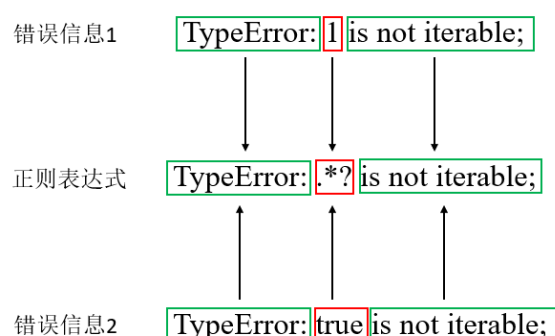 错误信息1 TypeError: 1 is not iterable;
正则表达式 TypeError: .*? is not iterable;
错误信息2 TypeError: true is not iterable;